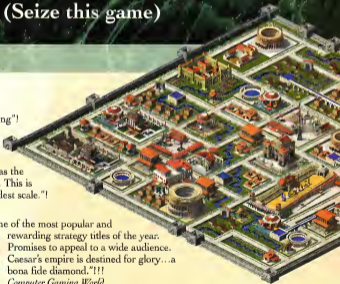 (Seize this game)
ng"!
as the
This is
lest scale."!
ne of the most popular and
rewarding strategy titles of the year.
Promises to appeal to a wide audience.
Caesar's empire is destined for glory...a
bona fide diamond."!!!
Computer Gaming World